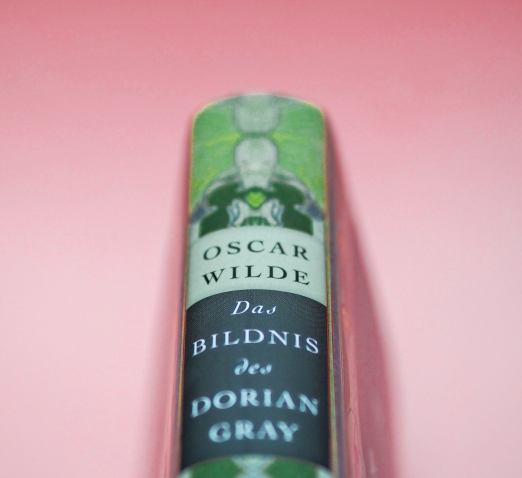 OSCAR
WILDE
Das
BILDNIS
des
DORIAN
GRAY